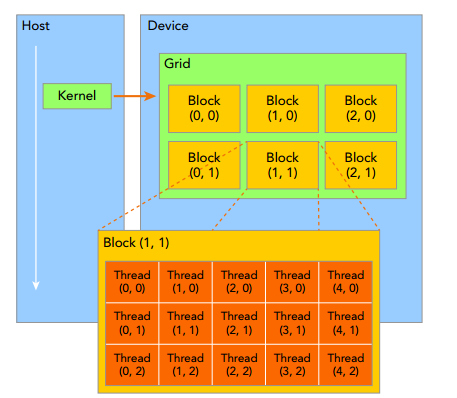 Host
Device
Grid
Kernel
Block Block Block
(0, 0) (1, 0) (2, 0)
Block Block Block
(0, 1) (1, 1) (2, 1)
Block (1, 1)
Thread Thread Thread Thread Thread
(0, 0) (1, 0) (2, 0) (3, 0) (4, 0)
Thread Thread Thread Thread Thread
(0, 1) (1, 1) (2, 1) (3, 1) (4, 1)
Thread Thread Thread Thread Thread
(0, 2) (1, 2) (2, 2) (3, 2) (4, 2)